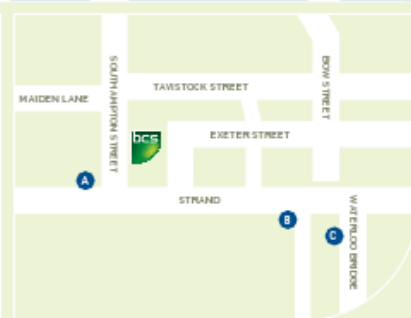 SOUTHAMPTON STREET
BOW STREET
TAVISTOCK STREET
MAIDEN LANE
bcs
EXETER STREET
A
STRAND
B
C
WATERLOO BRIDGE